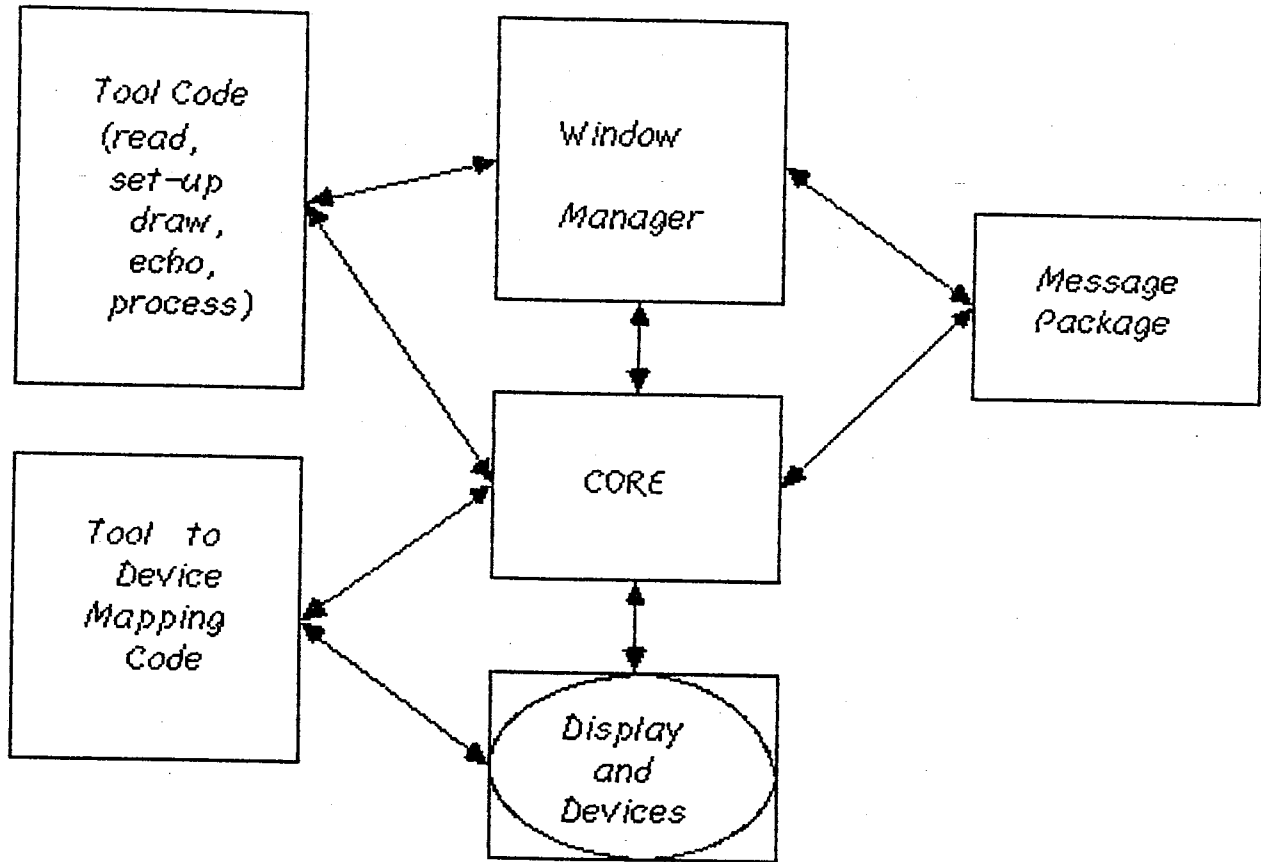 Tool Code
(read,
set-up
draw,
echo,
process)
Window
Manager
Message
Package
CORE
Tool to
Device
Mapping
Code
Display
and
Devices